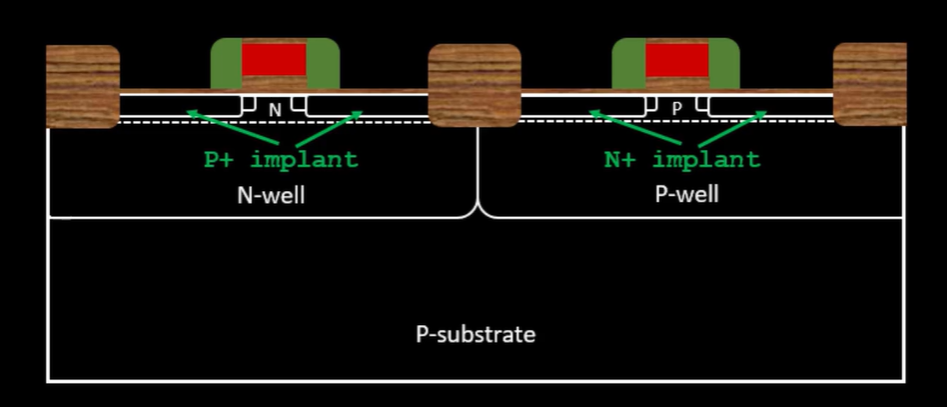 N
P
P+ implant
N+ implant
N-well
P-well
P-substrate